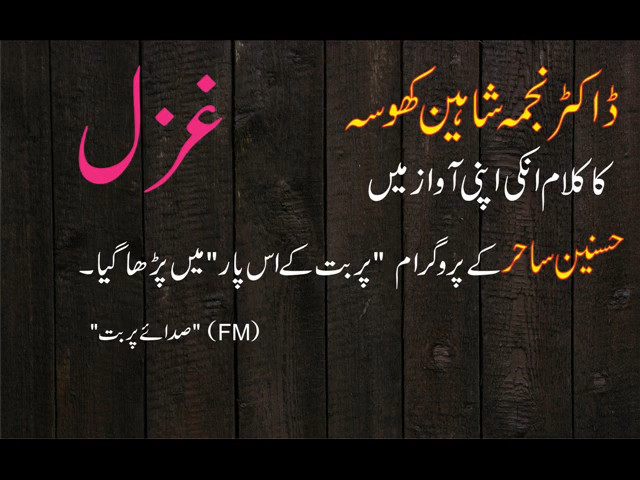 غزل
ڈاکٹر نجمہ شاہین کھوسہ
کا کلام انکی اپنی آواز میں
حسنین ساحر کے پروگرام "پربت کے اس پار" میں پڑھا گیا۔
(FM) "صدائے پربت"